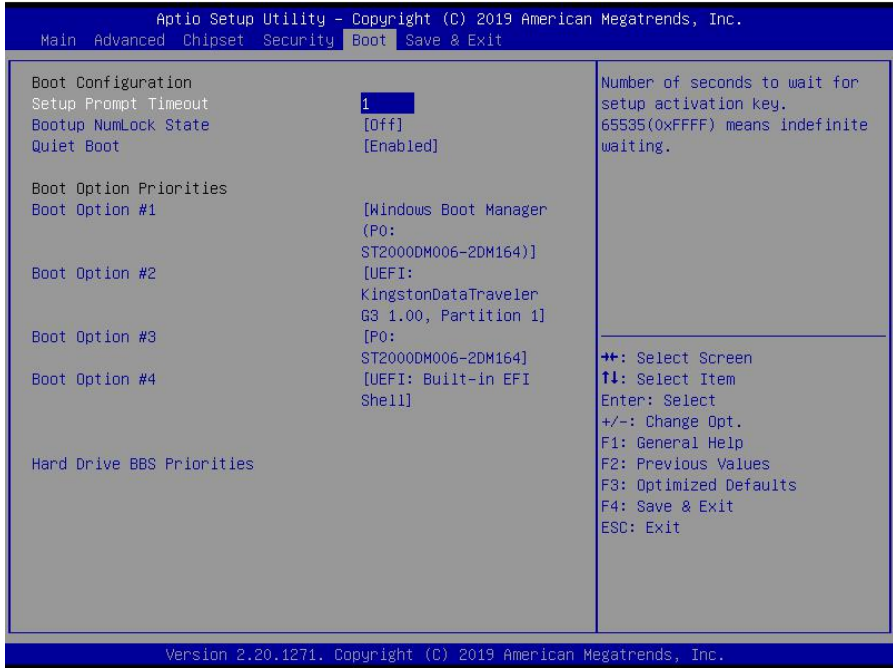 Aptio Setup Utility – Copyright (C) 2019 American Megatrends, Inc.
Main Advanced Chipset Security Boot Save & Exit
Boot Configuration
Setup Prompt Timeout 1
Bootup NumLock State [Off]
Quiet Boot [Enabled]
Boot Option Priorities
Boot Option #1 [Windows Boot Manager
(P0:
ST2000DM006-2DM164)]
Boot Option #2 [UEFI:
KingstonDataTraveler
G3 1.00, Partition 1]
Boot Option #3 [P0:
ST2000DM006-2DM164]
Boot Option #4 [UEFI: Built-in EFI
Shell]
Hard Drive BBS Priorities
Number of seconds to wait for
setup activation key.
65535(0xFFFF) means indefinite
waiting.
→←: Select Screen
↑↓: Select Item
Enter: Select
+/-: Change Opt.
F1: General Help
F2: Previous Values
F3: Optimized Defaults
F4: Save & Exit
ESC: Exit
Version 2.20.1271. Copyright (C) 2019 American Megatrends, Inc.